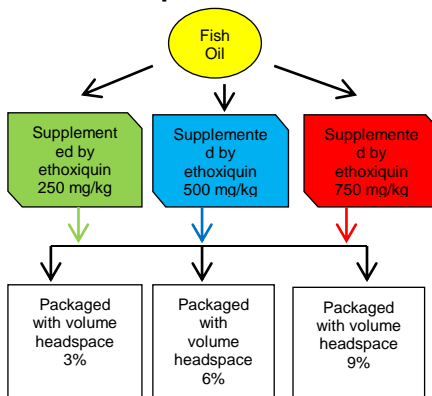 Fish
Oil
Supplement
ed by
ethoxiquin
250 mg/kg
Supplemente
d by
ethoxiquin
500 mg/kg
Supplemente
d by
ethoxiquin
750 mg/kg
Packaged
with volume
headspace
3%
Packaged
with
volume
headspace
6%
Packaged
with volume
headspace
9%